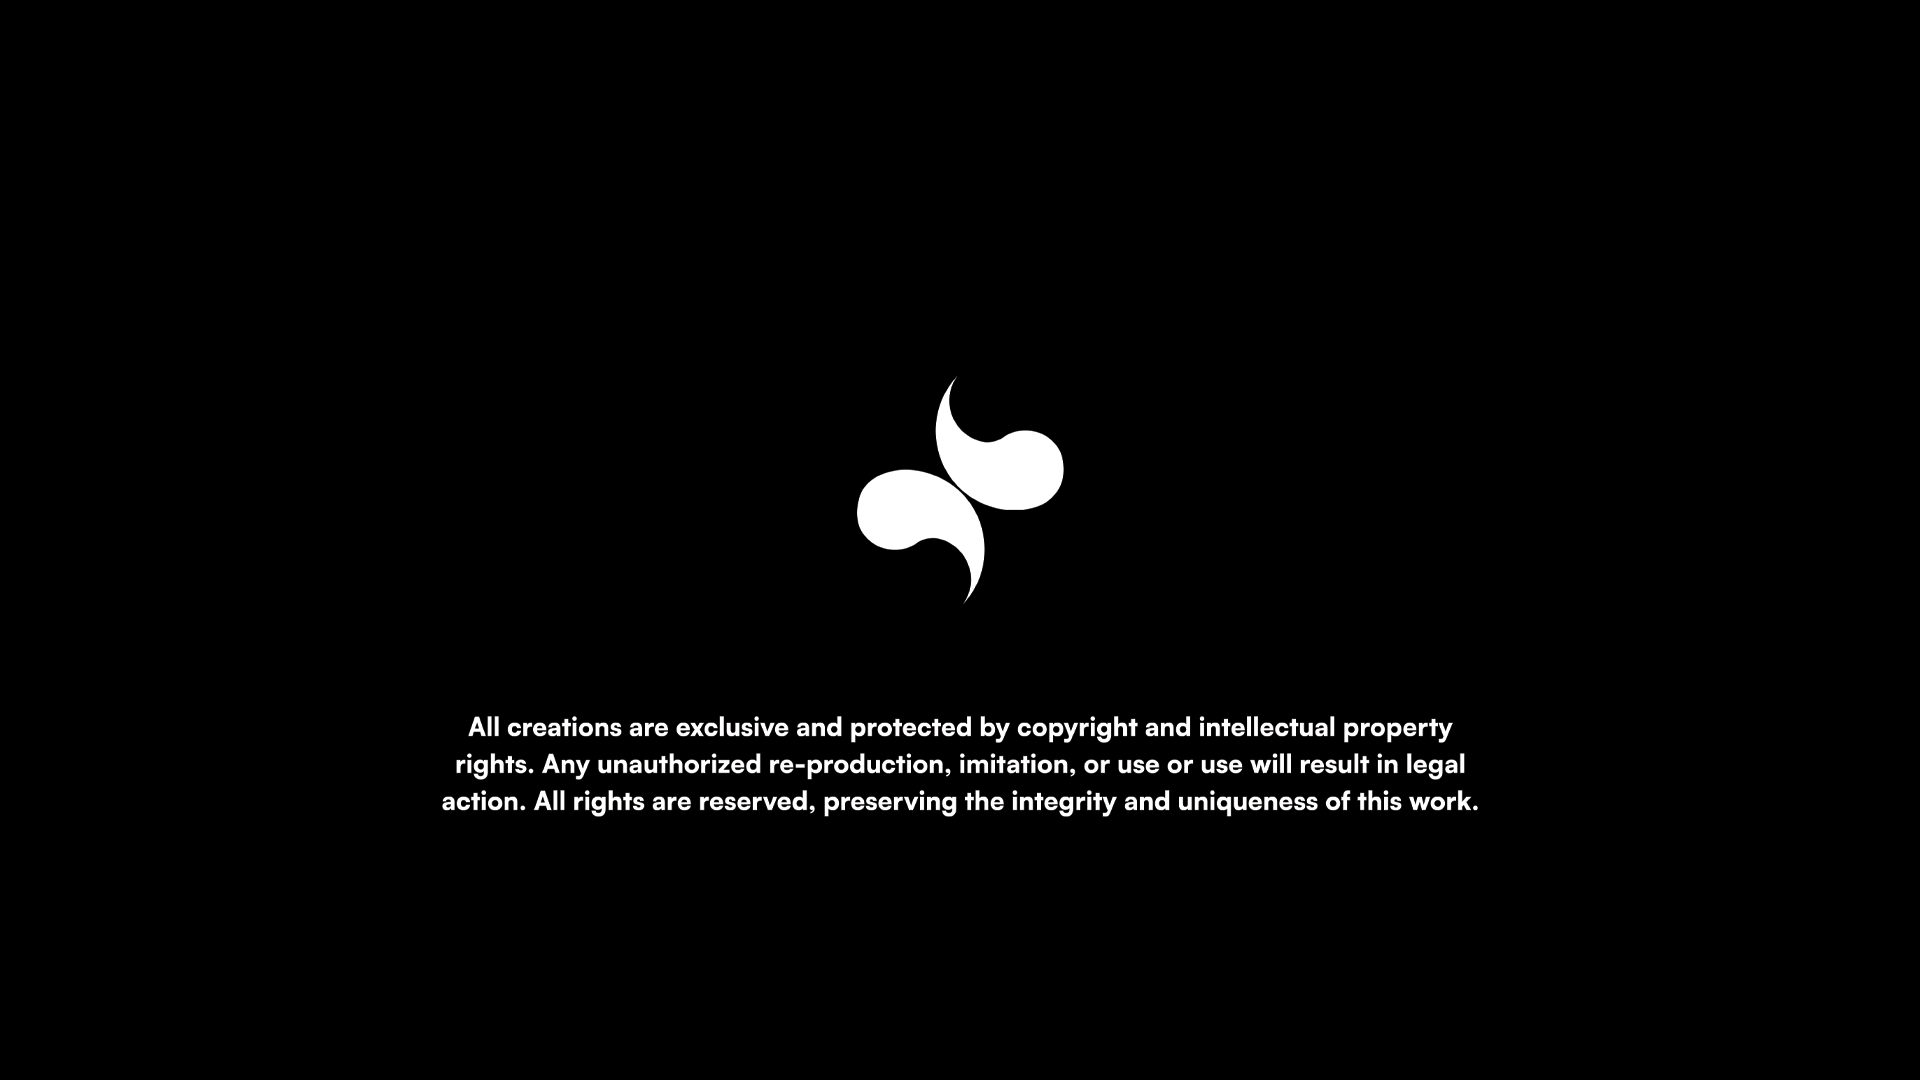 All creations are exclusive and protected by copyright and intellectual property
rights. Any unauthorized re-production, imitation, or use or use will result in legal
action. All rights are reserved, preserving the integrity and uniqueness of this work.